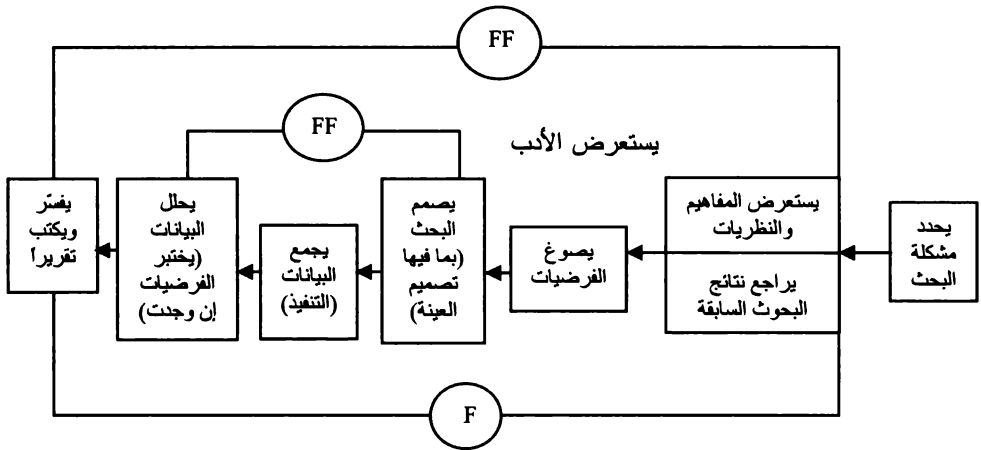 FF
FF
يستعرض الأدب
يحدد
مشكلة
البحث
يستعرض المفاهيم
والنظريات
يراجع نتائج
البحوث السابقة
يصوغ
الفرضيات
يصمم
البحث
(بما فيها
تصميم
العينة)
يجمع
البيانات
(التنفيذ)
يحلل
البيانات
(يختبر
الفرضيات
إن وجدت)
يفسّر
ويكتب
تقريراً
F